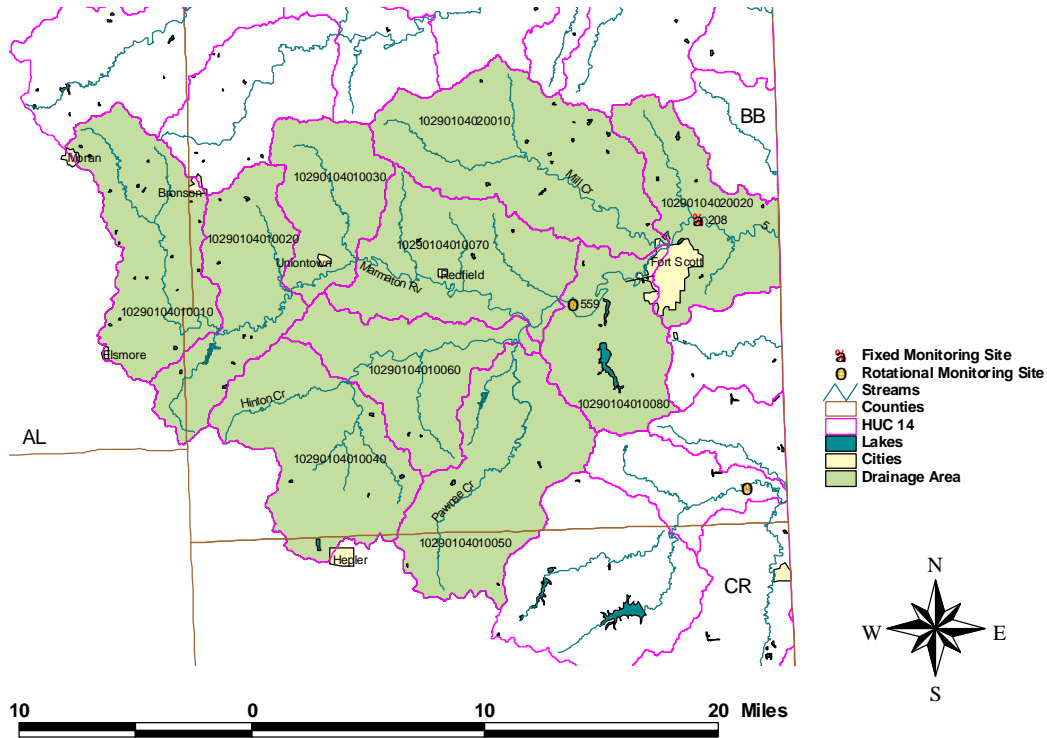 BB
10290104020010
Moran
Mill Cr
Bronson
10290104010030
10290104020020
208
5
10290104010020
10290104010070
Uniontown
Marmaton Rv
Redfield
Fort Scott
559
10290104010010
Elsmore
10290104010060
Hinton Cr
10290104010080
AL
10290104010040
Pawnee Cr
10290104010050
Hepler
CR
Fixed Monitoring Site
Rotational Monitoring Site
Streams
Counties
HUC 14
Lakes
Cities
Drainage Area
N
W E
S
10 0 10 20 Miles